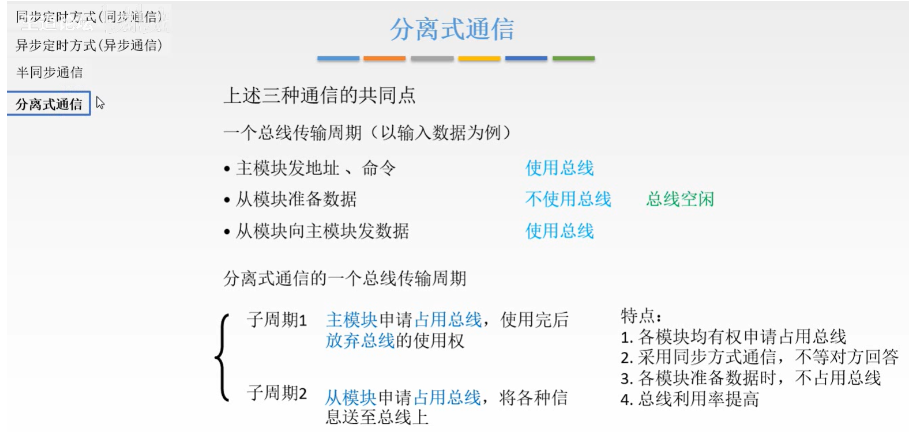 同步定时方式(同步通信)
异步定时方式(异步通信)
半同步通信
分离式通信
分离式通信
上述三种通信的共同点
一个总线传输周期（以输入数据为例）
• 主模块发地址 、命令 使用总线
• 从模块准备数据 不使用总线 总线空闲
• 从模块向主模块发数据 使用总线
分离式通信的一个总线传输周期
子周期1 主模块申请占用总线，使用完后
放弃总线的使用权
子周期2 从模块申请占用总线，将各种信
息送至总线上
特点：
1. 各模块均有权申请占用总线
2. 采用同步方式通信，不等对方回答
3. 各模块准备数据时，不占用总线
4. 总线利用率提高